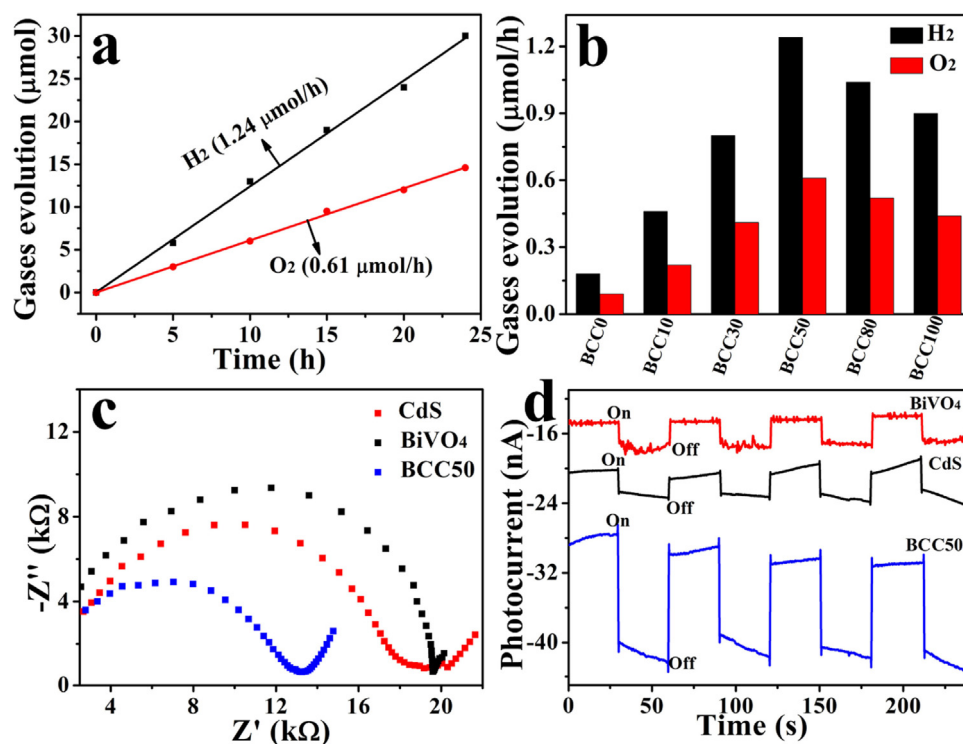 a
Gases evolution (μmol)
30
25
20
15
10
5
0
H2 (1.24 μmol/h)
O2 (0.61 μmol/h)
0 5 10 15 20 25
Time (h)
b
Gases evolution (μmol/h)
1.2
0.9
0.6
0.3
0.0
H2
O2
BCC0 BCC10 BCC30 BCC50 BCC80 BCC100
c
-Z'' (kΩ)
12
8
4
0
CdS
BiVO4
BCC50
4 8 12 16 20
Z' (kΩ)
d
Photocurrent (nA)
-16
-24
-32
-40
BiVO4
On
Off
CdS
On
Off
BCC50
On
Off
0 50 100 150 200
Time (s)